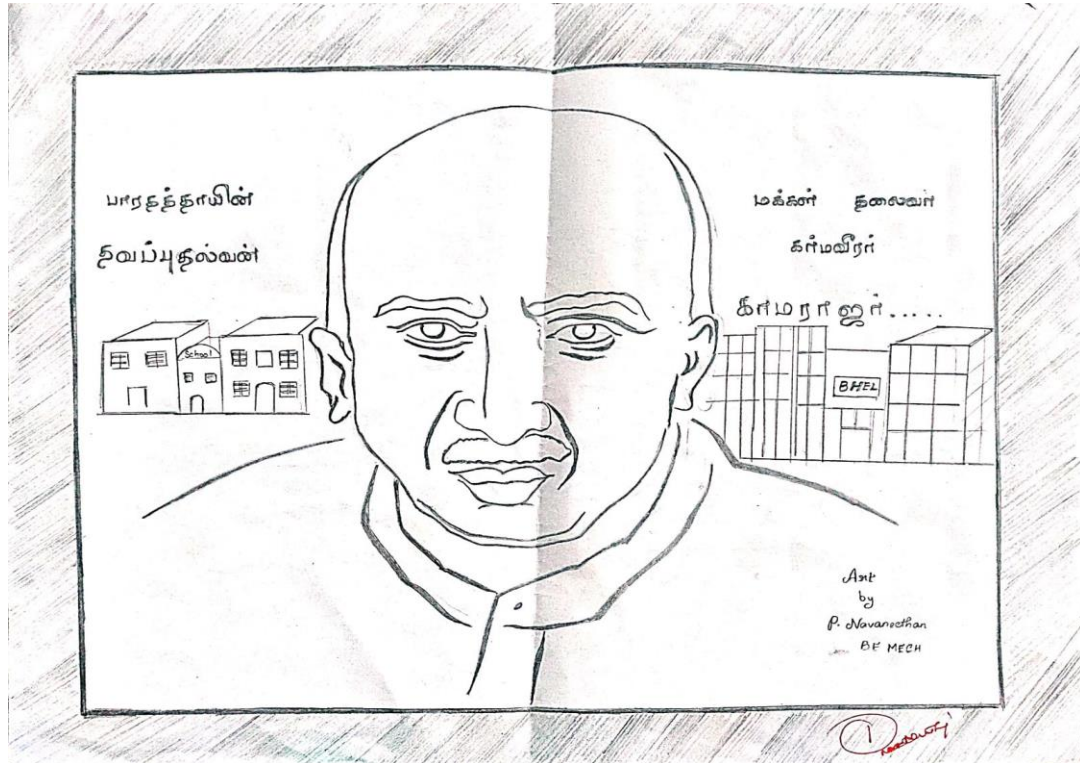 பாரதத்தாயின்
தவப்புதல்வன்
மக்கள் தலைவர்
கர்மவீரர்
காமராஜர்.....
School
BHEL
Art
by
P. Navaneethan
BE MECH